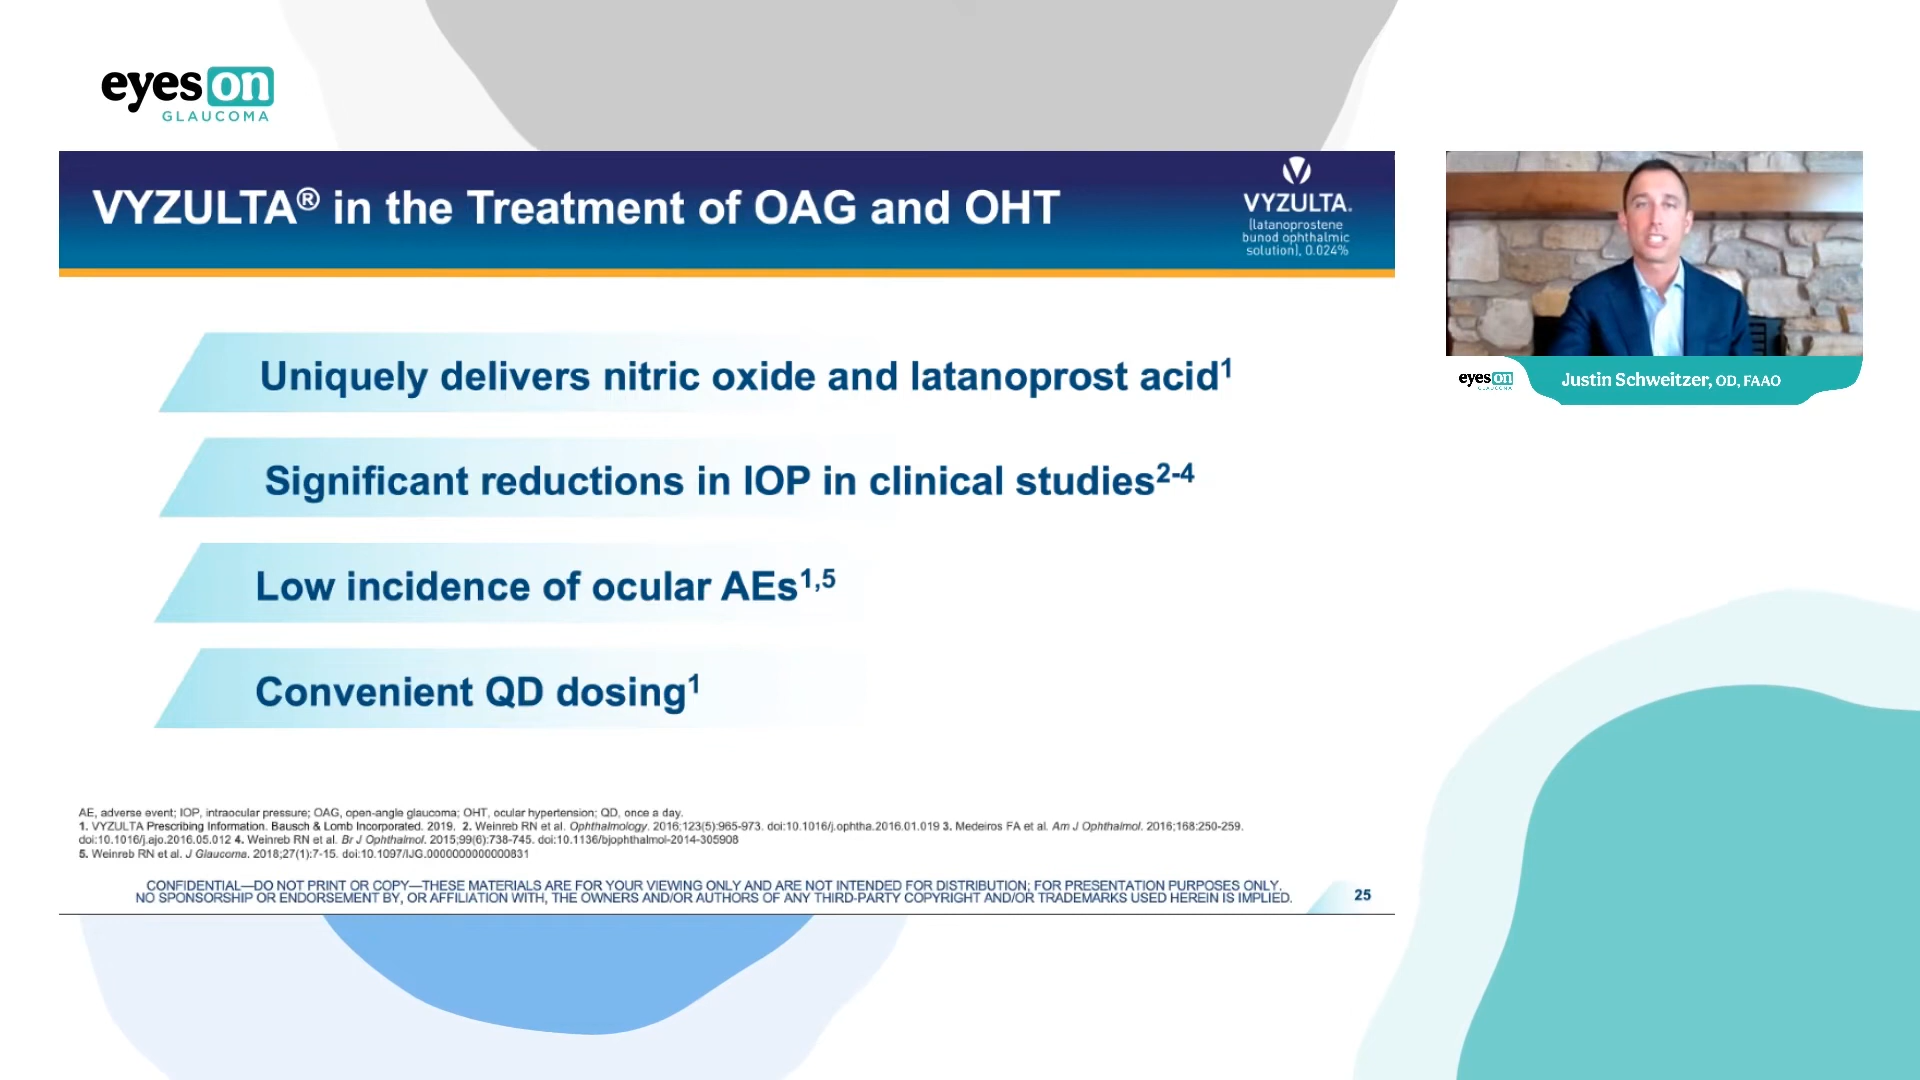 eyes on
GLAUCOMA
VYZULTA® in the Treatment of OAG and OHT
VYZULTA.
(latanoprostene
bunod ophthalmic
solution), 0.024%
Uniquely delivers nitric oxide and latanoprost acid1
Significant reductions in IOP in clinical studies2-4
Low incidence of ocular AEs1,5
Convenient QD dosing1
AE, adverse event; IOP, intraocular pressure; OAG, open-angle glaucoma; OHT, ocular hypertension; QD, once a day.
1. VYZULTA Prescribing Information. Bausch & Lomb Incorporated. 2019. 2. Weinreb RN et al. Ophthalmology. 2016;123(5):965-973. doi:10.1016/j.ophtha.2016.01.019 3. Medeiros FA et al. Am J Ophthalmol. 2016;168:250-259.
doi:10.1016/j.ajo.2016.05.012 4. Weinreb RN et al. Br J Ophthalmol. 2015;99(6):738-745. doi:10.1136/bjophthalmol-2014-305908
5. Weinreb RN et al. J Glaucoma. 2018;27(1):7-15. doi:10.1097/IJG.0000000000000831
CONFIDENTIAL—DO NOT PRINT OR COPY—THESE MATERIALS ARE FOR YOUR VIEWING ONLY AND ARE NOT INTENDED FOR DISTRIBUTION; FOR PRESENTATION PURPOSES ONLY.
NO SPONSORSHIP OR ENDORSEMENT BY, OR AFFILIATION WITH, THE OWNERS AND/OR AUTHORS OF ANY THIRD-PARTY COPYRIGHT AND/OR TRADEMARKS USED HEREIN IS IMPLIED.
25
eyes on
GLAUCOMA
Justin Schweitzer, OD, FAAO